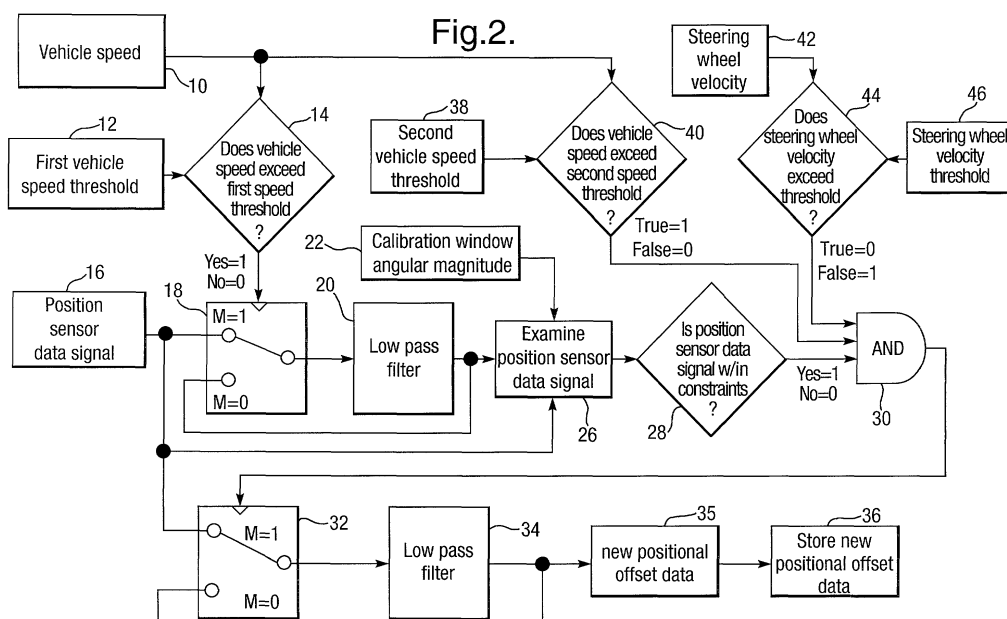 Fig.2.
Vehicle speed
10
12
First vehicle
speed threshold
14
Does vehicle
speed exceed
first speed
threshold
?
Yes=1
No=0
38
Second
vehicle speed
threshold
40
Does vehicle
speed exceed
second speed
threshold
?
True=1
False=0
Steering
wheel
velocity
42
44
Does
steering wheel
velocity
exceed
threshold
?
True=0
False=1
46
Steering wheel
velocity
threshold
16
Position
sensor
data signal
18
M=1
M=0
20
Low pass
filter
22
Calibration window
angular magnitude
Examine
position sensor
data signal
26
Is position
sensor data
signal w/in
constraints
?
28
Yes=1
No=0
AND
30
32
M=1
M=0
34
Low pass
filter
35
new positional
offset data
36
Store new
positional offset
data